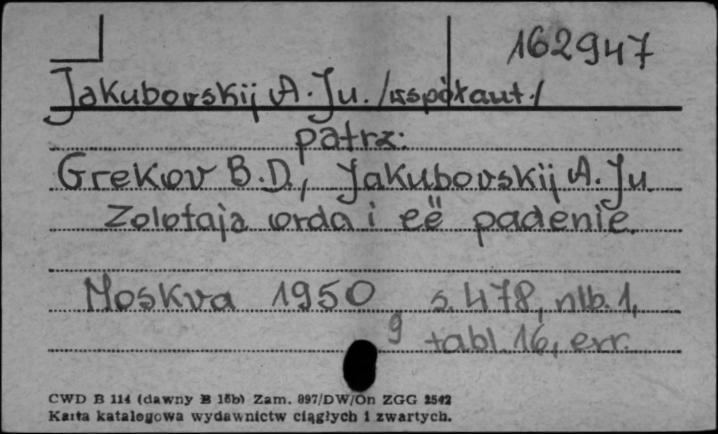 162947
Jakubovskij A. Ju. /współaut./
patrz:
Grekov B.D., Jakubovskij A. Ju.
Zolotaja orda i eë padenie.
Moskva 1950 s. 478, nlb. 1,
9 tabl. 16, err.
CWD B 114 (dawny B 15b) Zam. 897/DW/On ZGG 2542
Karta katalogowa wydawnictw ciągłych i zwartych.